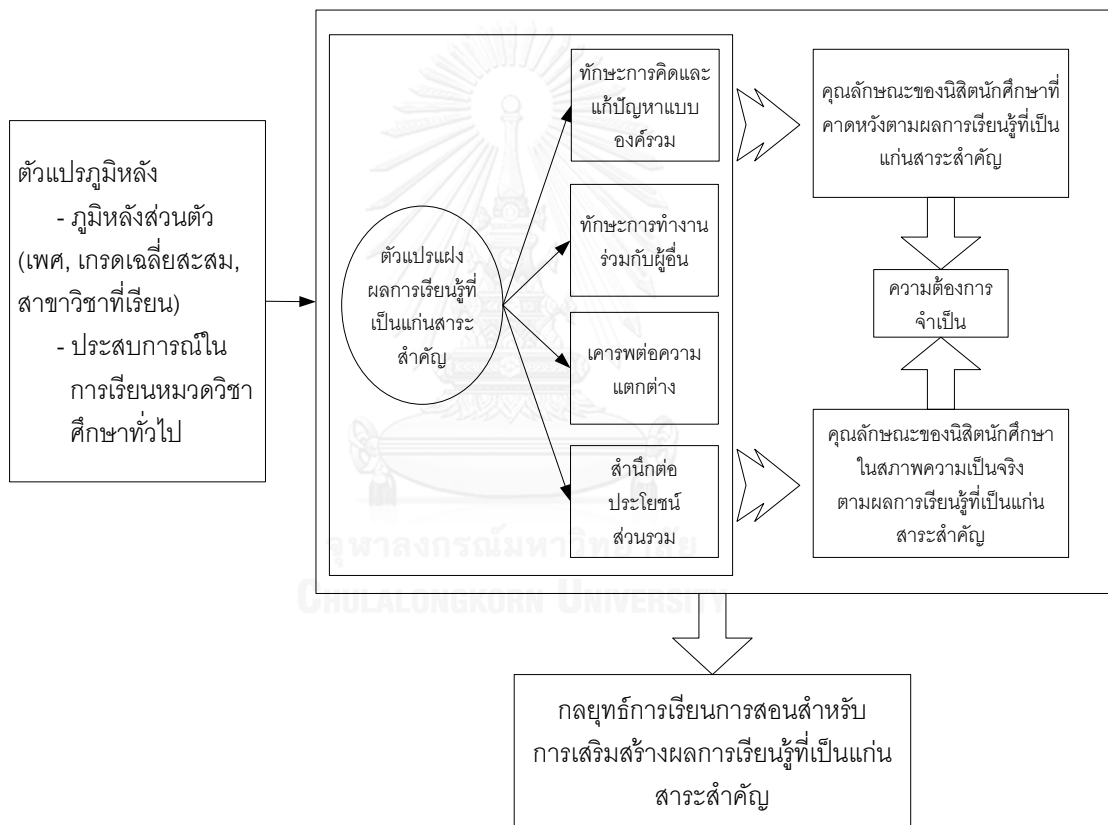 ตัวแปรภูมิหลัง
- ภูมิหลังส่วนตัว
(เพศ, เกรดเฉลี่ยสะสม,
สาขาวิชาที่เรียน)
- ประสบการณ์ใน
การเรียนหมวดวิชา
ศึกษาทั่วไป
ตัวแปรแฝง
ผลการเรียนรู้ที่
เป็นแก่นสาระ
สำคัญ
ทักษะการคิดและ
แก้ปัญหาแบบ
องค์รวม
ทักษะการทำงาน
ร่วมกับผู้อื่น
เคารพต่อความ
แตกต่าง
สำนึกต่อ
ประโยชน์
ส่วนรวม
คุณลักษณะของนิสิตนักศึกษาที่
คาดหวังตามผลการเรียนรู้ที่เป็น
แก่นสาระสำคัญ
ความต้องการ
จำเป็น
คุณลักษณะของนิสิตนักศึกษา
ในสภาพความเป็นจริง
ตามผลการเรียนรู้ที่เป็นแก่น
สาระสำคัญ
จุฬาลงกรณ์มหาวิทยาลัย
CHULALONGKORN UNIVERSITY
กลยุทธ์การเรียนการสอนสำหรับ
การเสริมสร้างผลการเรียนรู้ที่เป็นแก่น
สาระสำคัญ